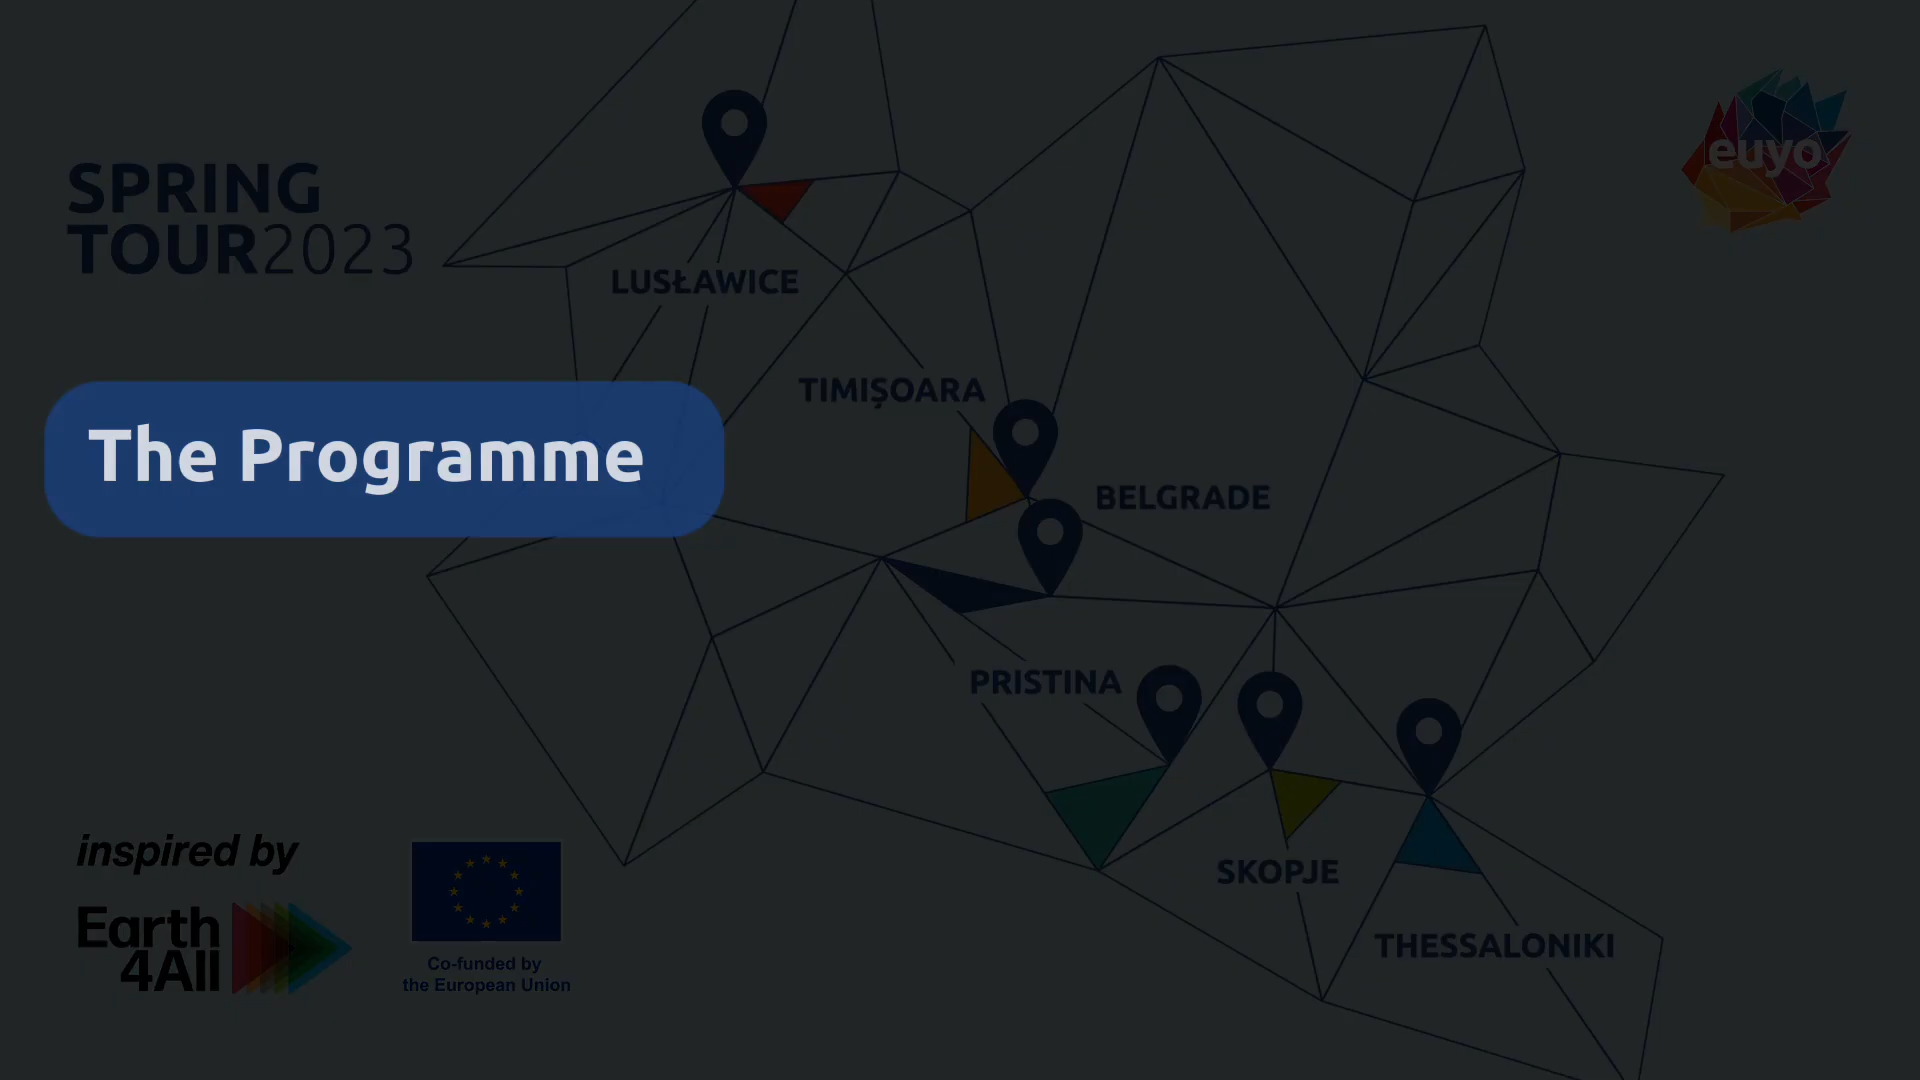 SPRING
TOUR2023
euyo
LUSŁAWICE
TIMIȘOARA
The Programme
BELGRADE
PRISTINA
SKOPJE
THESSALONIKI
inspired by
Earth
4All
Co-funded by
the European Union